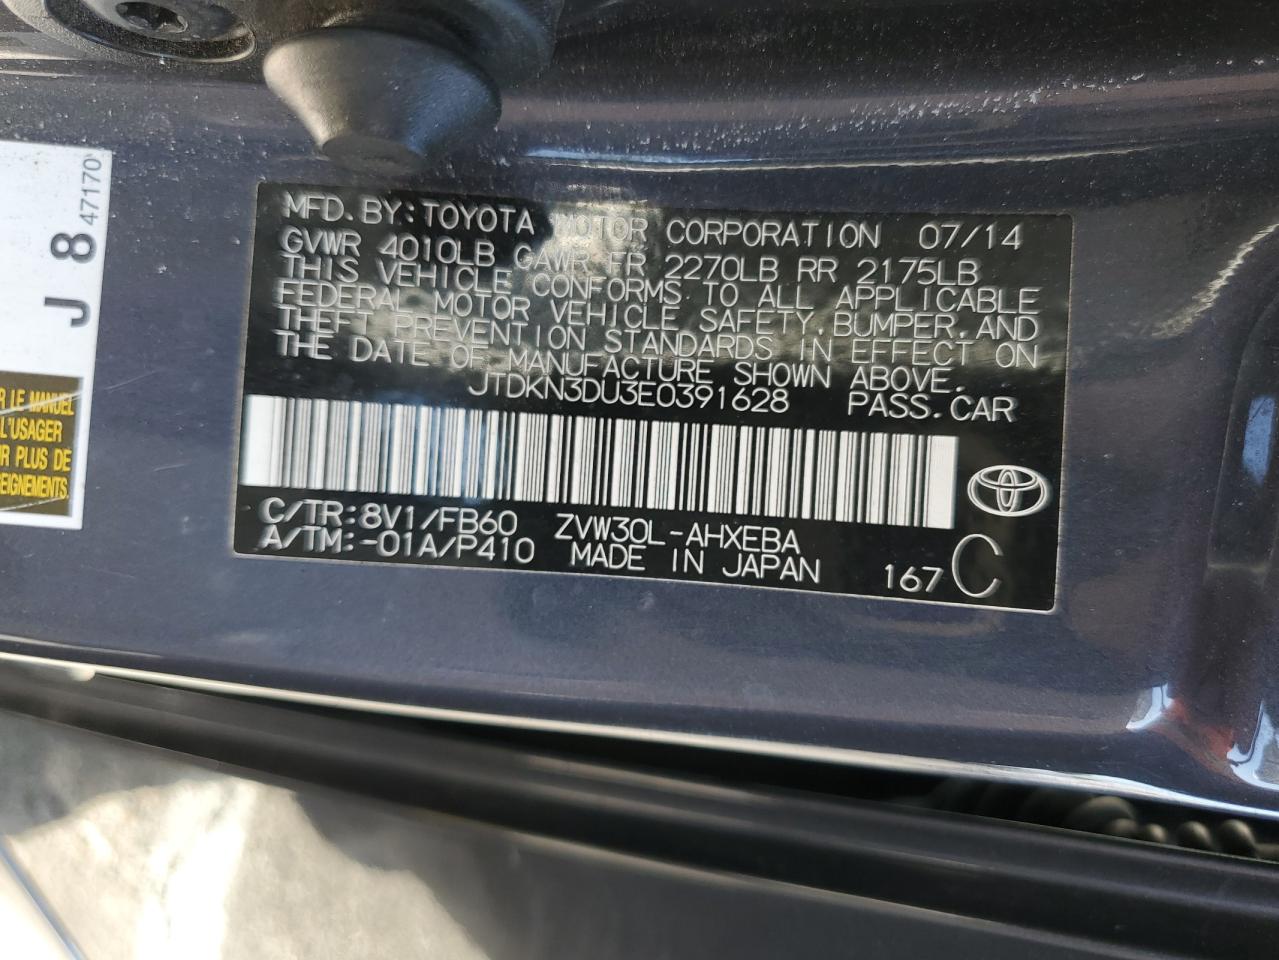 MFD. BY: TOYOTA MOTOR CORPORATION 07/14
GVWR 4010LB GAWR FR 2270LB RR 2175LB
THIS VEHICLE CONFORMS TO ALL APPLICABLE
FEDERAL MOTOR VEHICLE SAFETY, BUMPER, AND
THEFT PREVENTION STANDARDS IN EFFECT ON
THE DATE OF MANUFACTURE SHOWN ABOVE.
JTDKN3DU3E0391628 PASS. CAR
C/TR: 8V1/FB60 ZVW30L-AHXEBA
A/TM: -01A/P410 MADE IN JAPAN 167 C
J 8 47170
R LE MANUEL
L'USAGER
R PLUS DE
EIGNEMENTS.